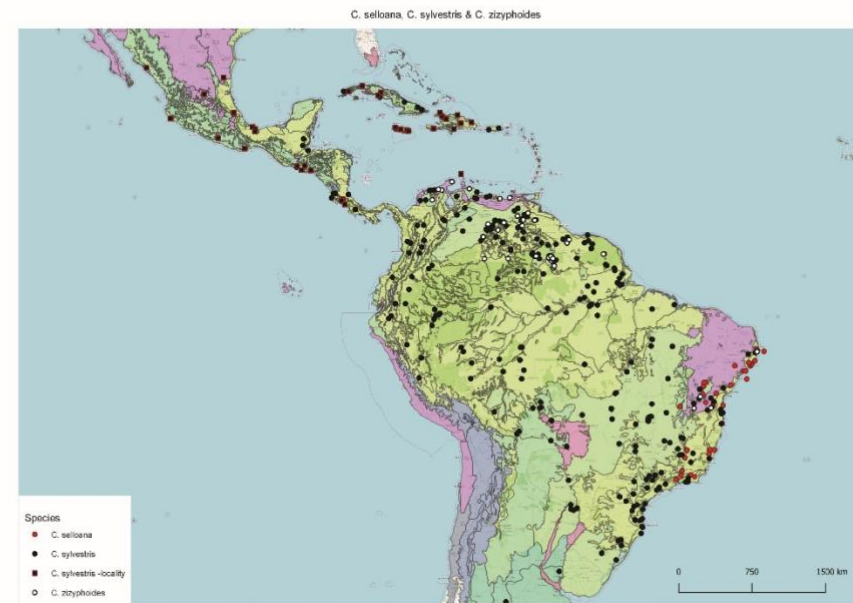 C. selloana, C. sylvestris & C. zizyphoides
Species
C. selloana
C. sylvestris
C. sylvestris -locality
C. zizyphoides
0 750 1500 km